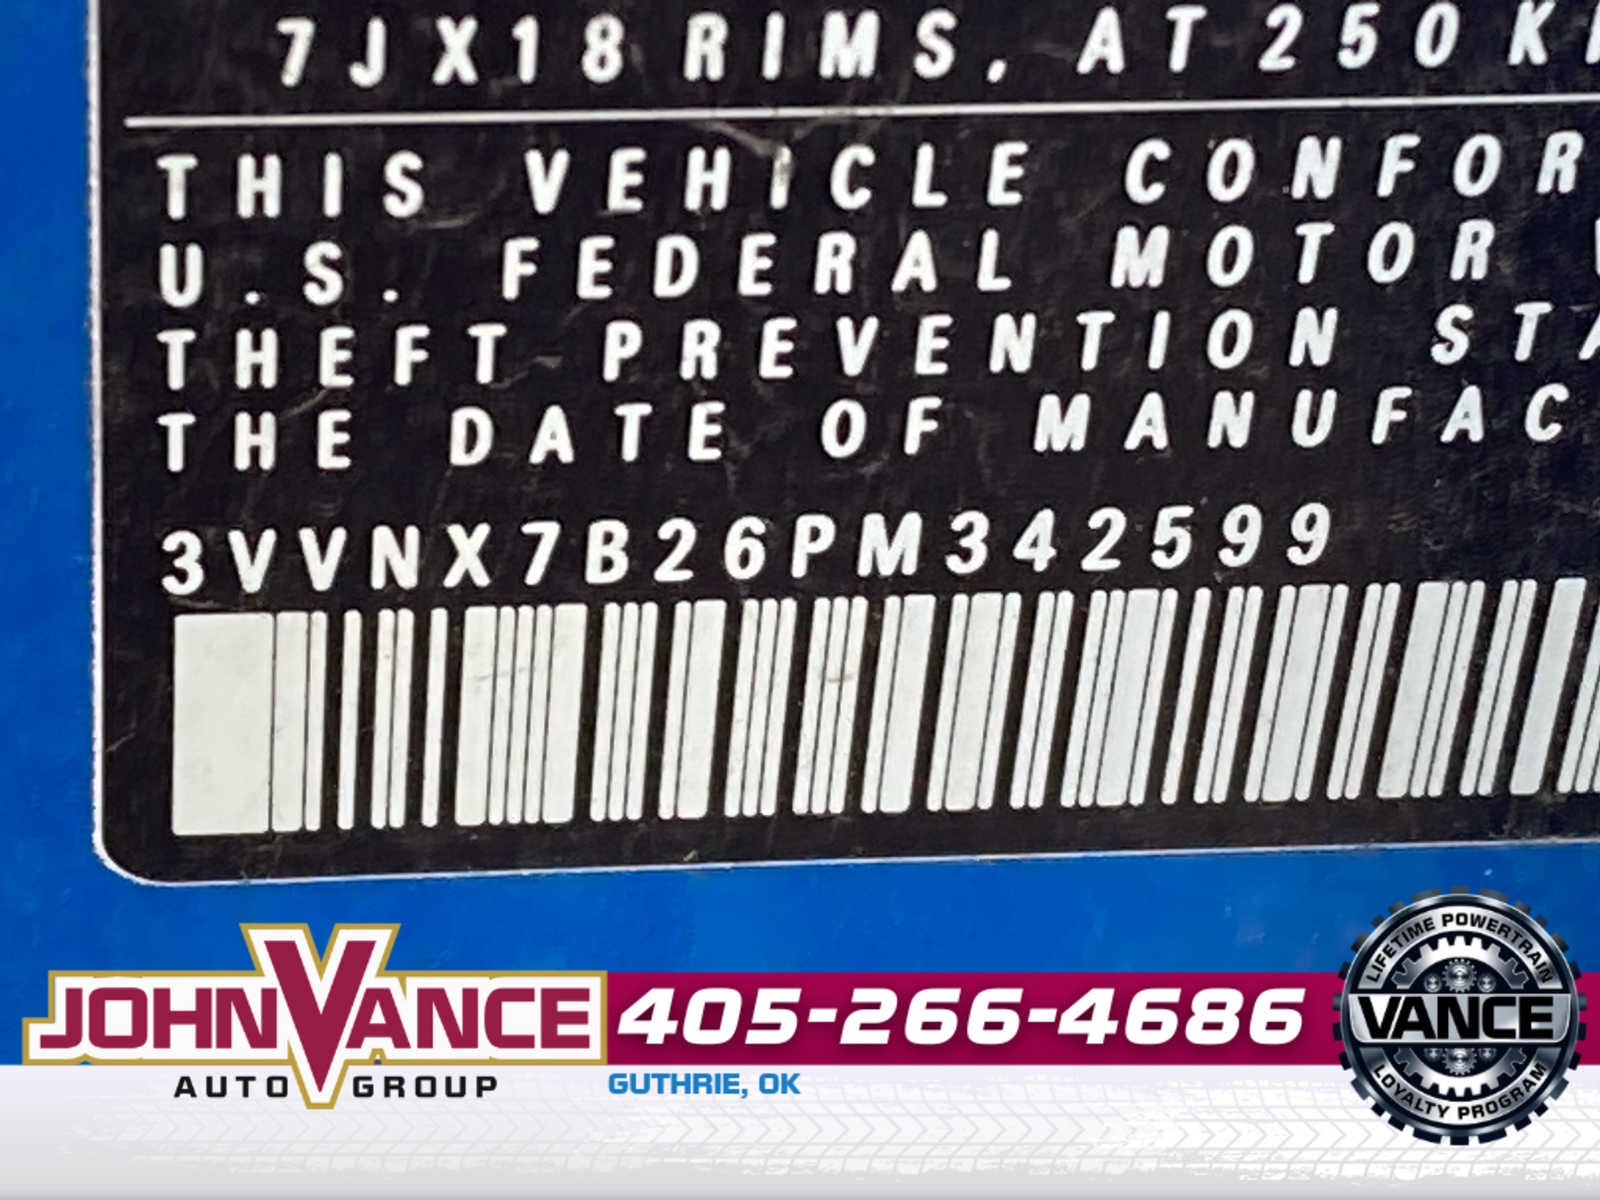 7JX18 RIMS, AT 250 K
THIS VEHICLE CONFOR
U.S. FEDERAL MOTOR
THEFT PREVENTION STA
THE DATE OF MANUFAC
3VVNX7B26PM342599
JOHN VANCE
AUTO GROUP
405-266-4686
GUTHRIE, OK
LIFETIME POWERTRAIN
VANCE
LOYALTY PROGRAM